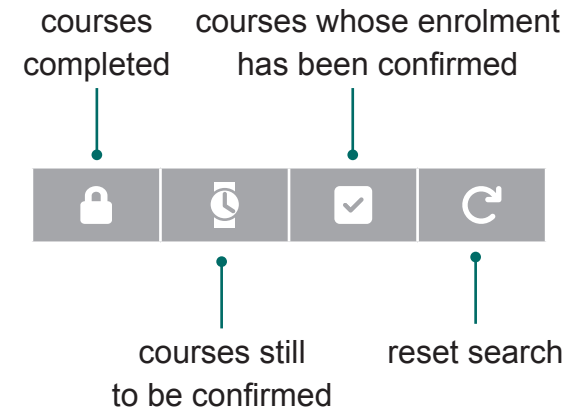 courses
completed
courses whose enrolment
has been confirmed
courses still
to be confirmed
reset search